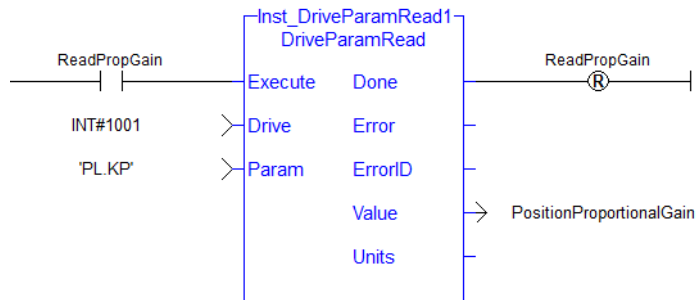 Inst_DriveParamRead1
DriveParamRead
ReadPropGain
Execute
Done
ReadPropGain
R
INT#1001
Drive
Error
'PL.KP'
Param
ErrorID
Value
PositionProportionalGain
Units